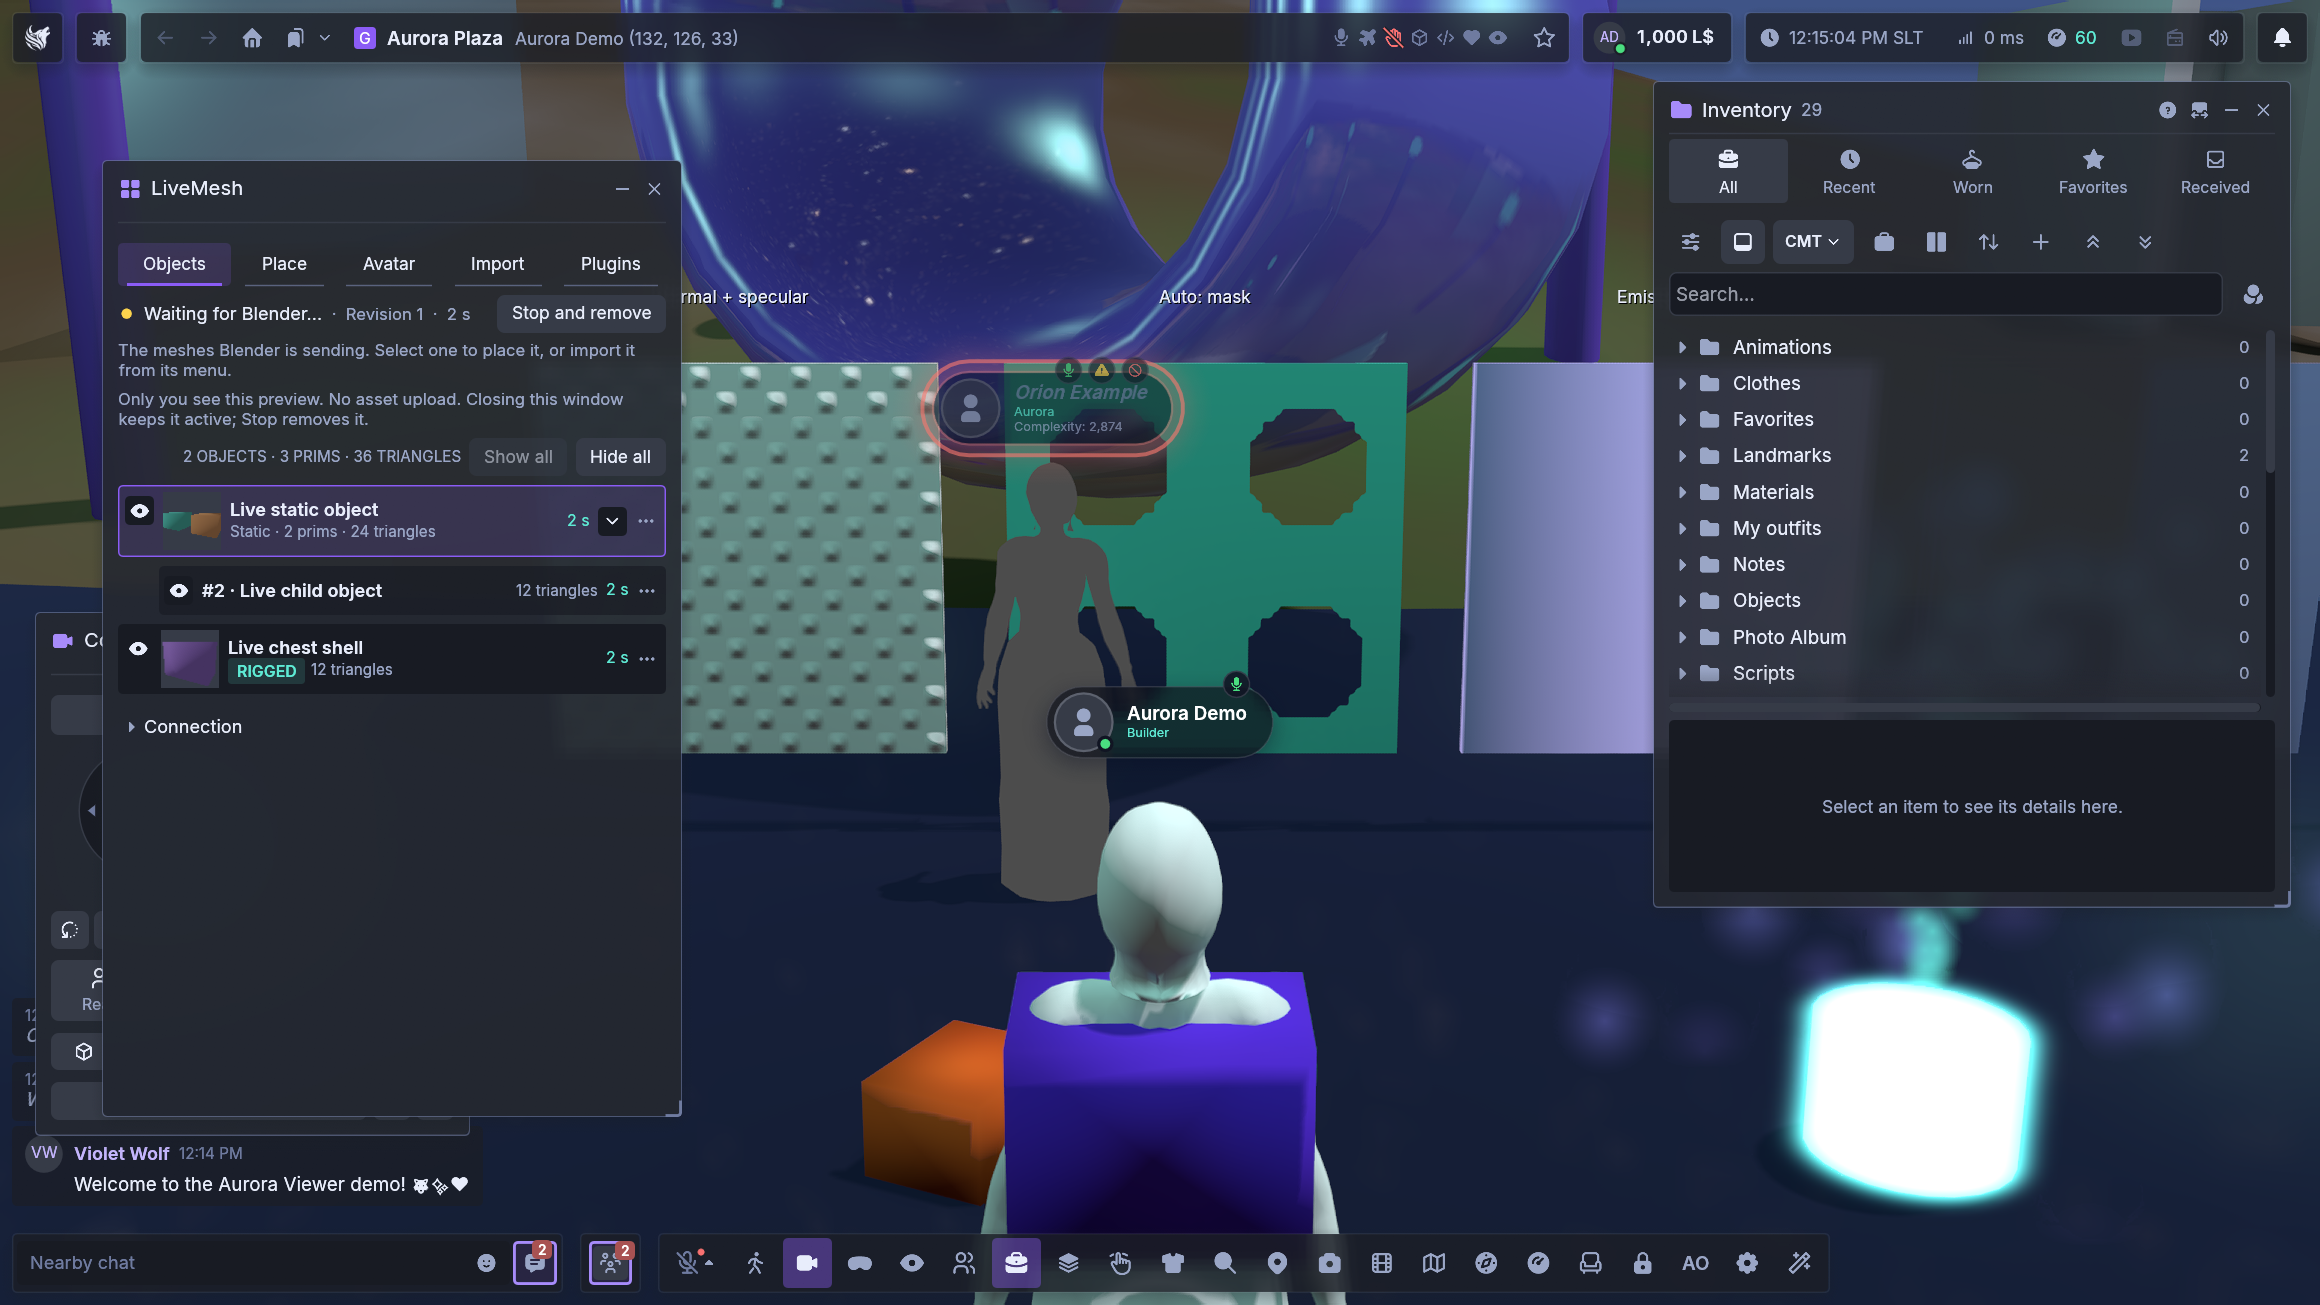 G Aurora Plaza Aurora Demo (132, 126, 33)
AD 1,000 L$
12:15:04 PM SLT 0 ms 60
LiveMesh
Objects Place Avatar Import Plugins
Waiting for Blender... · Revision 1 · 2 s Stop and remove
The meshes Blender is sending. Select one to place it, or import it
from its menu.
Only you see this preview. No asset upload. Closing this window
keeps it active; Stop removes it.
2 OBJECTS · 3 PRIMS · 36 TRIANGLES Show all Hide all
Live static object
Static · 2 prims · 24 triangles
2 s
#2 · Live child object 12 triangles 2 s
Live chest shell
RIGGED 12 triangles
2 s
Connection
rmal + specular
Auto: mask
Emis
Orion Example
Aurora
Complexity: 2,874
Aurora Demo
Builder
Inventory 29
All Recent Worn Favorites Received
CMT
Search...
Animations 0
Clothes 0
Favorites 0
Landmarks 2
Materials 0
My outfits 0
Notes 0
Objects 0
Photo Album 0
Scripts 0
Select an item to see its details here.
Co
Re
12
12
VW Violet Wolf 12:14 PM
Welcome to the Aurora Viewer demo!
Nearby chat
2
2
AO